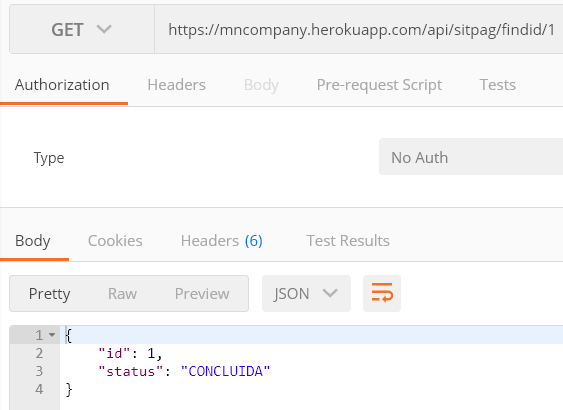 GET https://mncompany.herokuapp.com/api/sitpag/findid/1
Authorization Headers Body Pre-request Script Tests
Type No Auth
Body Cookies Headers (6) Test Results
Pretty Raw Preview JSON
1 {
2 "id": 1,
3 "status": "CONCLUIDA"
4 }